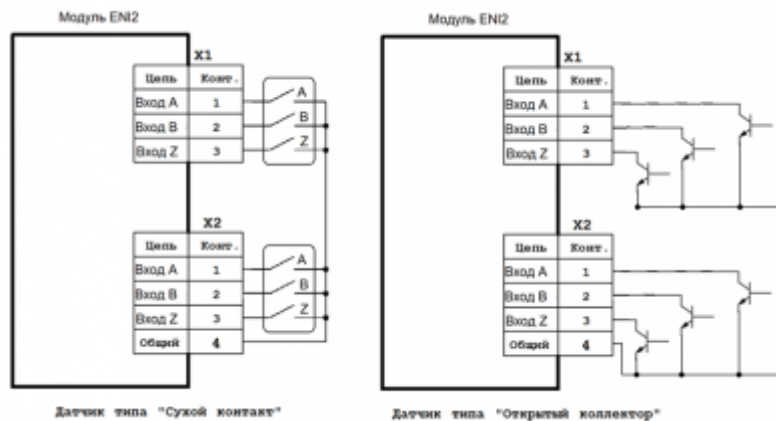 Модуль ENI2
X1
Цепь Конт.
Вход A 1
Вход B 2
Вход Z 3
A
B
Z
X2
Цепь Конт.
Вход A 1
Вход B 2
Вход Z 3
Общий 4
A
B
Z
Датчик типа "Сухой контакт"
Модуль ENI2
X1
Цепь Конт.
Вход A 1
Вход B 2
Вход Z 3
X2
Цепь Конт.
Вход A 1
Вход B 2
Вход Z 3
Общий 4
Датчик типа "Открытый коллектор"